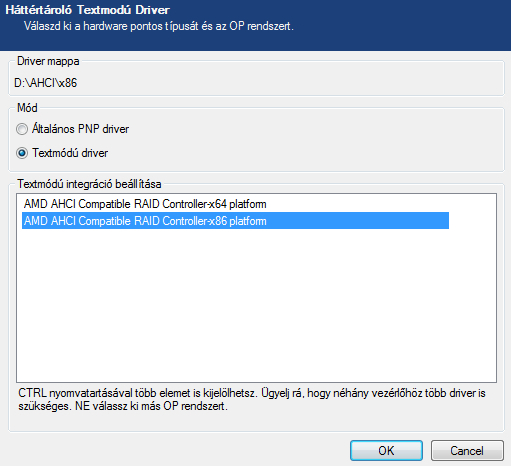 Háttértároló Textmodú Driver
Válaszd ki a hardware pontos típusát és az OP rendszert.
Driver mappa
D:\AHCI\x86
Mód
Általános PNP driver
Textmódú driver
Textmódú integráció beállítása
AMD AHCI Compatible RAID Controller-x64 platform
AMD AHCI Compatible RAID Controller-x86 platform
CTRL nyomvatartásával több elemet is kijelölhetsz. Ügyelj rá, hogy néhány vezérlőhöz több driver is
szükséges. NE válassz ki más OP rendszert.
OK
Cancel